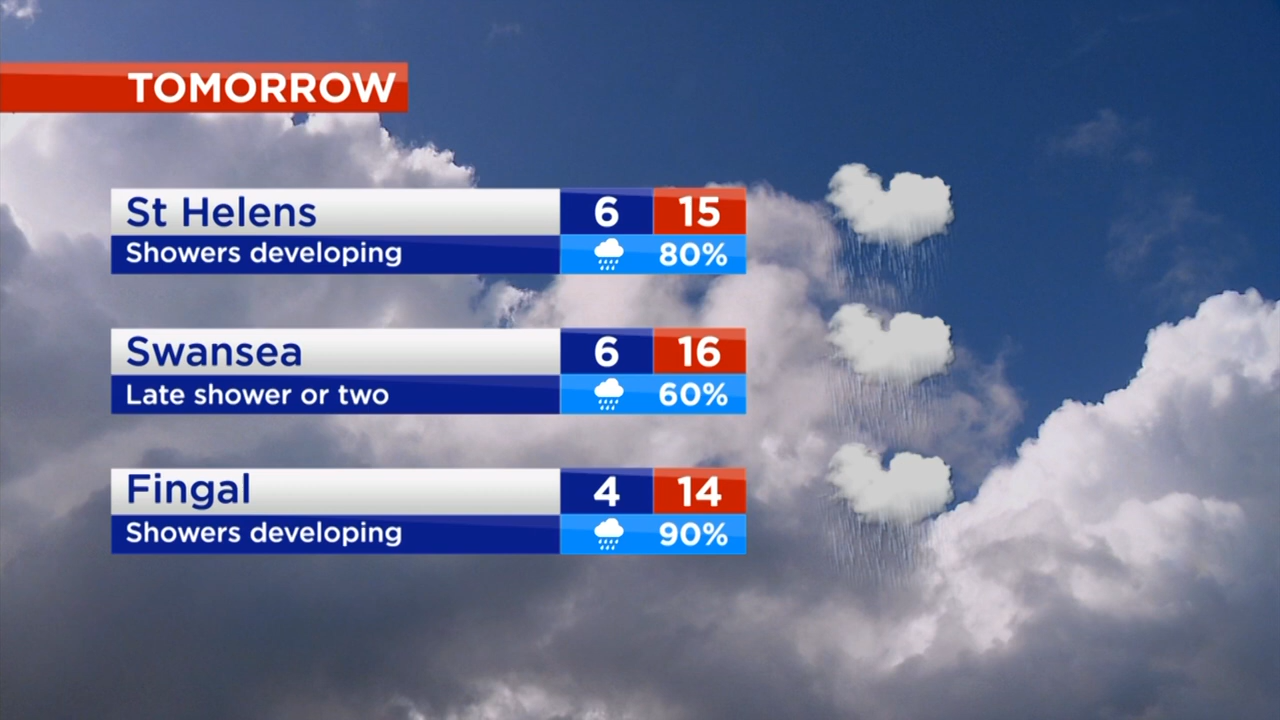 TOMORROW
St Helens 6 15
Showers developing 80%
Swansea 6 16
Late shower or two 60%
Fingal 4 14
Showers developing 90%